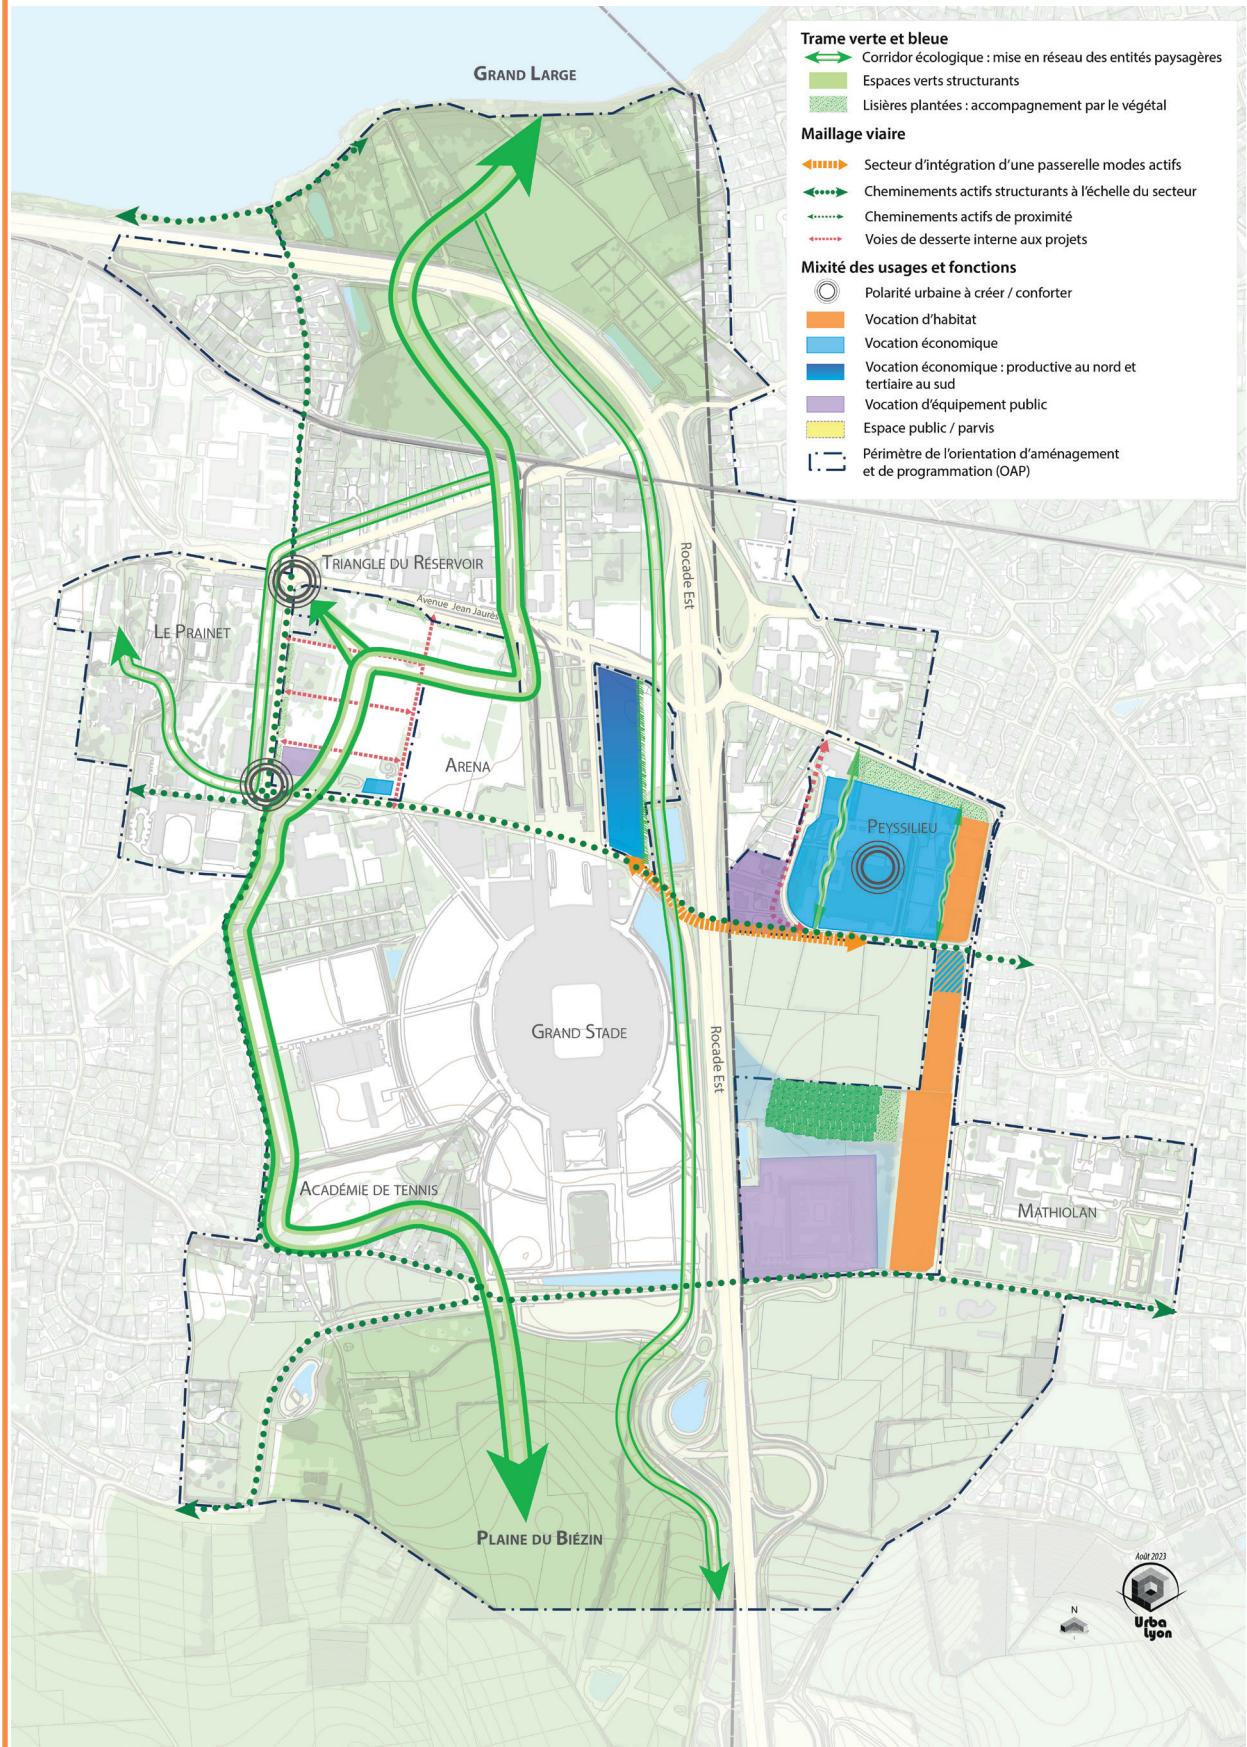 GRAND LARGE
Trame verte et bleue
Corridor écologique : mise en réseau des entités paysagères
Espaces verts structurants
Lisières plantées : accompagnement par le végétal
Maillage viaire
Secteur d'intégration d'une passerelle modes actifs
Cheminements actifs structurants à l'échelle du secteur
Cheminements actifs de proximité
Voies de desserte interne aux projets
Mixité des usages et fonctions
Polarité urbaine à créer / conforter
Vocation d'habitat
Vocation économique
Vocation économique : productive au nord et
tertiaire au sud
Vocation d'équipement public
Espace public / parvis
Périmètre de l'orientation d'aménagement
et de programmation (OAP)
TRIANGLE DU RÉSERVOIR
Rocade Est
Avenue Jean Jaurès
LE PRAINET
ARENA
PEYSSILIEU
GRAND STADE
Rocade Est
ACADÉMIE DE TENNIS
MATHIOLAN
PLAINE DU BIÉZIN
Août 2023
N
Urba
lyon